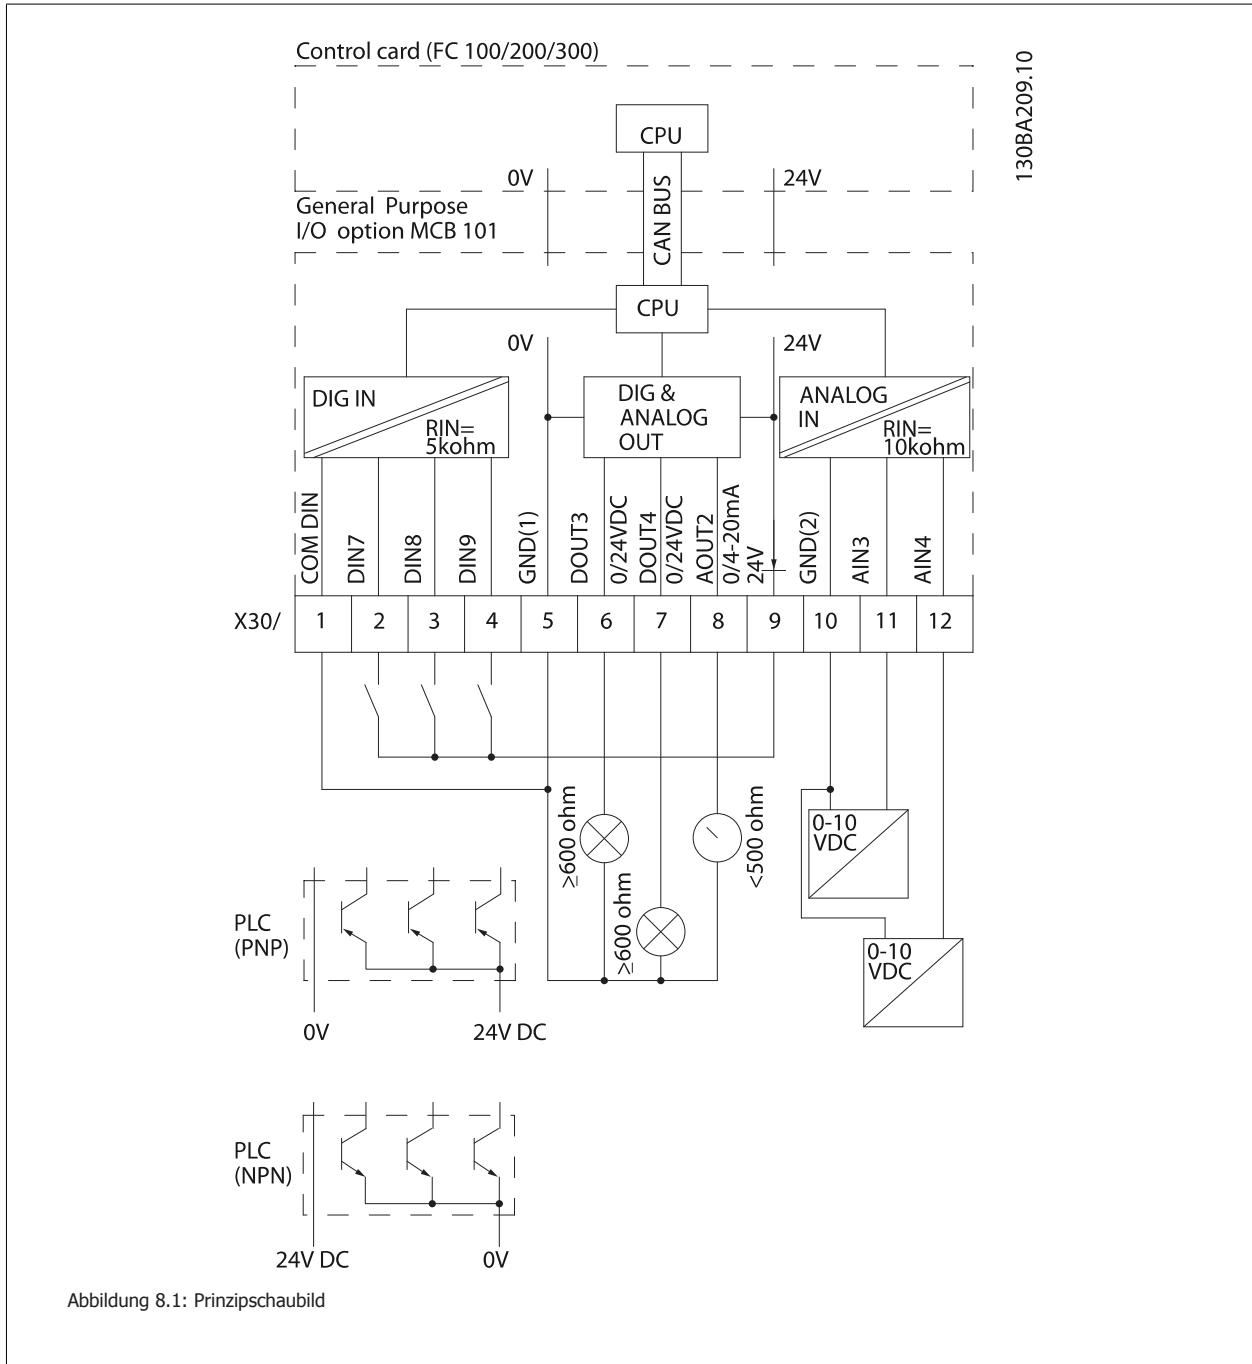 Control card (FC 100/200/300)
130BA209.10
CPU
0V
24V
CAN BUS
General Purpose
I/O option MCB 101
CPU
0V
24V
DIG IN
RIN=
5kohm
DIG &
ANALOG
OUT
ANALOG
IN
RIN=
10kohm
COM DIN
DIN7
DIN8
DIN9
GND(1)
DOUT3
0/24VDC
DOUT4
0/24VDC
AOUT2
0/4-20mA
24V
GND(2)
AIN3
AIN4
X30/
1
2
3
4
5
6
7
8
9
10
11
12
≥600 ohm
≥600 ohm
<500 ohm
0-10
VDC
0-10
VDC
PLC
(PNP)
0V
24V DC
PLC
(NPN)
24V DC
0V
Abbildung 8.1: Prinzipschaubild